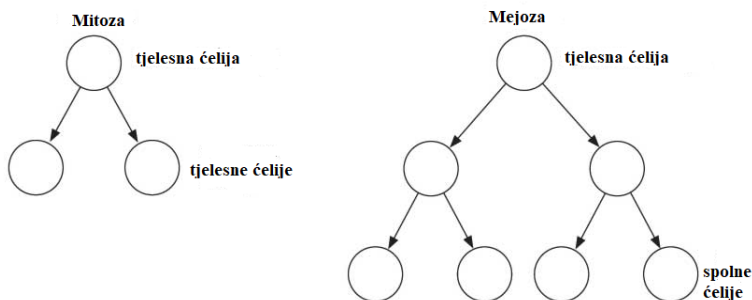 Mitoza
tjelesna ćelija
tjelesne ćelije
Mejoza
tjelesna ćelija
spolne
ćelije